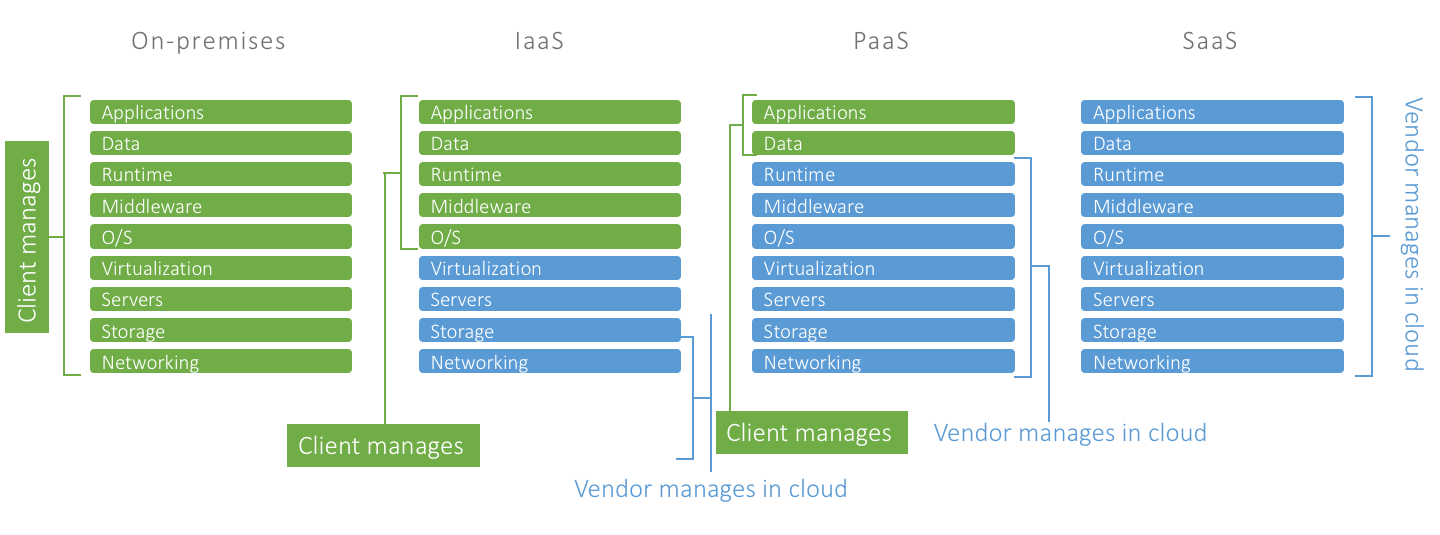 On-premises
IaaS
PaaS
SaaS
Client manages
Applications
Data
Runtime
Middleware
O/S
Virtualization
Servers
Storage
Networking
Applications
Data
Runtime
Middleware
O/S
Virtualization
Servers
Storage
Networking
Client manages
Vendor manages in cloud
Applications
Data
Runtime
Middleware
O/S
Virtualization
Servers
Storage
Networking
Client manages
Vendor manages in cloud
Applications
Data
Runtime
Middleware
O/S
Virtualization
Servers
Storage
Networking
Vendor manages in cloud